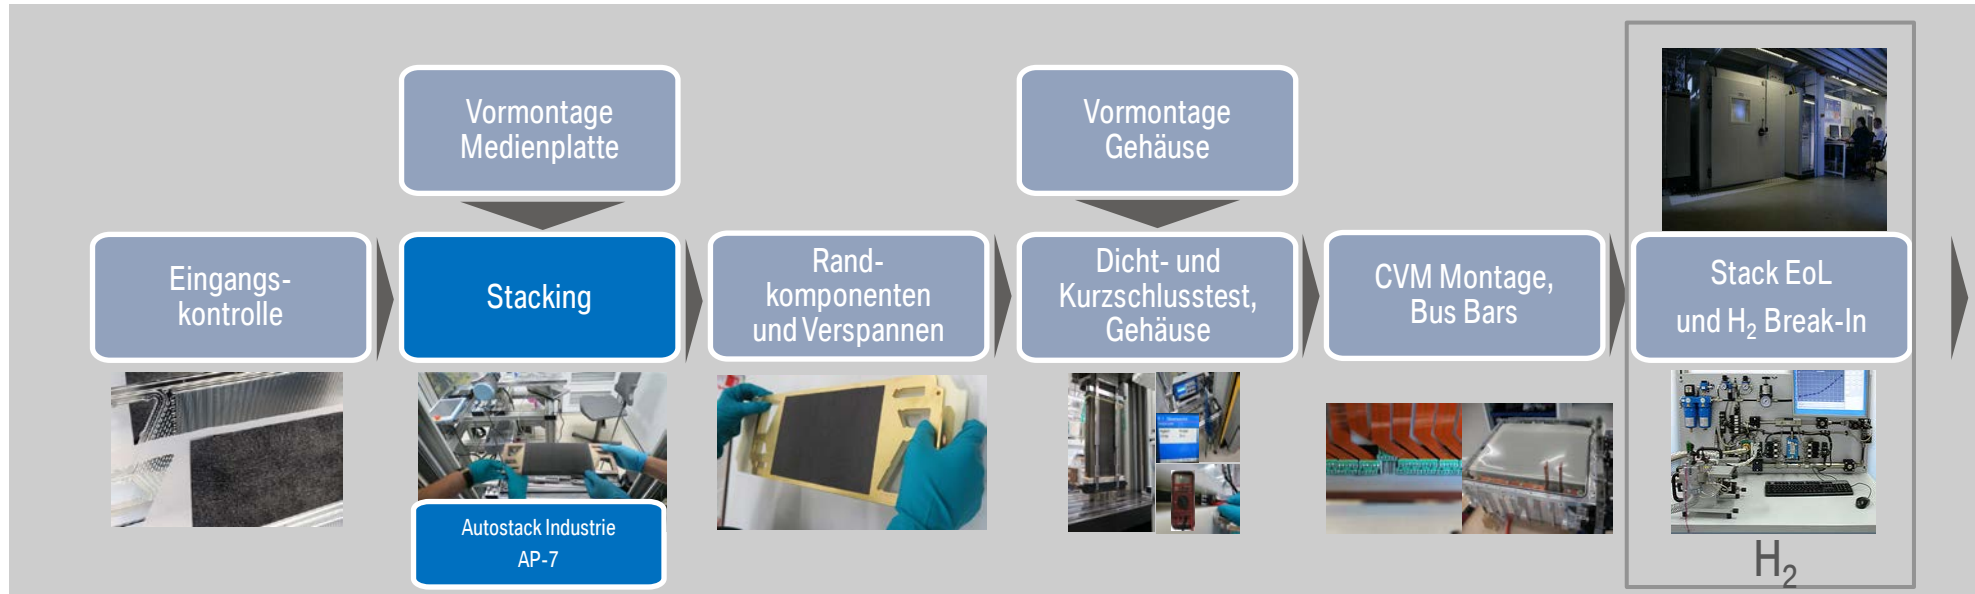 Vormontage
Medienplatte
Vormontage
Gehäuse
Eingangs-
kontrolle
Stacking
Rand-
komponenten
und Verspannen
Dicht- und
Kurzschlusstest,
Gehäuse
CVM Montage,
Bus Bars
Stack EoL
und H₂ Break-In
Autostack Industrie
AP-7
H₂